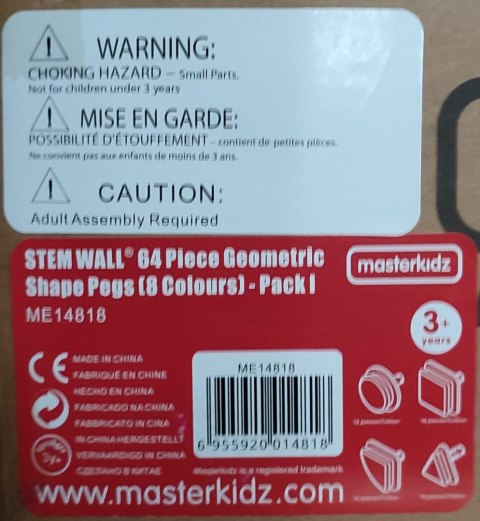 WARNING:
CHOKING HAZARD – Small Parts.
Not for children under 3 years
MISE EN GARDE:
POSSIBILITÉ D'ÉTOUFFEMENT - contient de petites pièces.
Ne convient pas aux enfants de moins de 3 ans.
CAUTION:
Adult Assembly Required
STEM WALL® 64 Piece Geometric
Shape Pegs (8 Colours) - Pack I
ME14818
masterkidz
3+
years
CE
MADE IN CHINA
FABRIQUÉ EN CHINE
HECHO EN CHINA
FABRICADO NA CHINA
FABBRICATO IN CINA
IN CHINA HERGESTELLT
VERVAARDIGD IN CHINA
СДЕЛАНО В КИТАЕ
3y+
ME14818
6 955920 014818
Masterkidz is a registered trademark
www.masterkidz.com